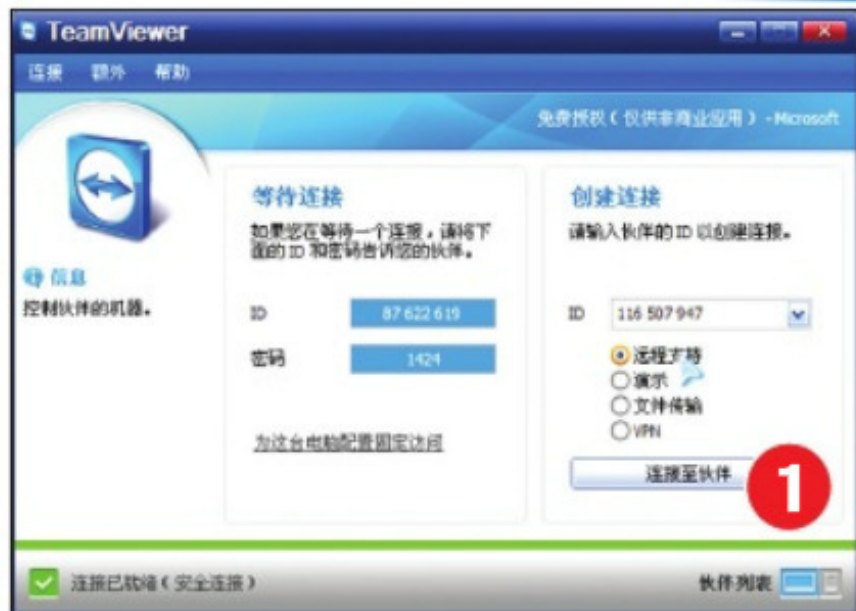 TeamViewer
连接 额外 帮助
免费授权(仅供非商业应用) - Microsoft
等待连接
如果您在等待一个连接,请将下
面的 ID 和密码告诉您的伙伴。
ID 87 622 619
密码 1424
为这台电脑配置固定访问
创建连接
请输入伙伴的 ID 以创建连接。
ID 116 507 947
远程支持
演示
文件传输
VPN
连接至伙伴
1
信息
控制伙伴的机器。
连接已就绪(安全连接)
伙伴列表